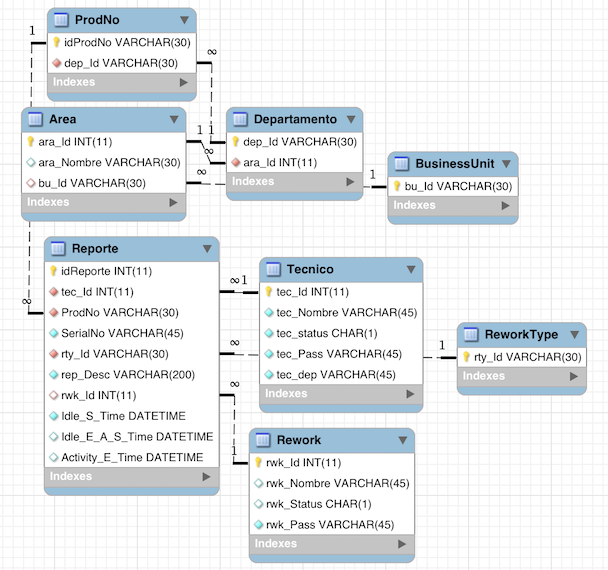 ProdNo
idProdNo VARCHAR(30)
dep_Id VARCHAR(30)
Indexes
1
∞
Area
ara_Id INT(11)
ara_Nombre VARCHAR(30)
bu_Id VARCHAR(30)
Indexes
1
1
∞
∞
Departamento
dep_Id VARCHAR(30)
ara_Id INT(11)
Indexes
1
BusinessUnit
bu_Id VARCHAR(30)
Indexes
Reporte
idReporte INT(11)
tec_Id INT(11)
ProdNo VARCHAR(30)
SerialNo VARCHAR(45)
rty_Id VARCHAR(30)
rep_Desc VARCHAR(200)
rwk_Id INT(11)
Idle_S_Time DATETIME
Idle_E_A_S_Time DATETIME
Activity_E_Time DATETIME
Indexes
∞
∞
1
∞
∞
1
Tecnico
tec_Id INT(11)
tec_Nombre VARCHAR(45)
tec_status CHAR(1)
tec_Pass VARCHAR(45)
tec_dep VARCHAR(45)
Indexes
1
ReworkType
rty_Id VARCHAR(30)
Indexes
Rework
rwk_Id INT(11)
rwk_Nombre VARCHAR(45)
rwk_Status CHAR(1)
rwk_Pass VARCHAR(45)
Indexes